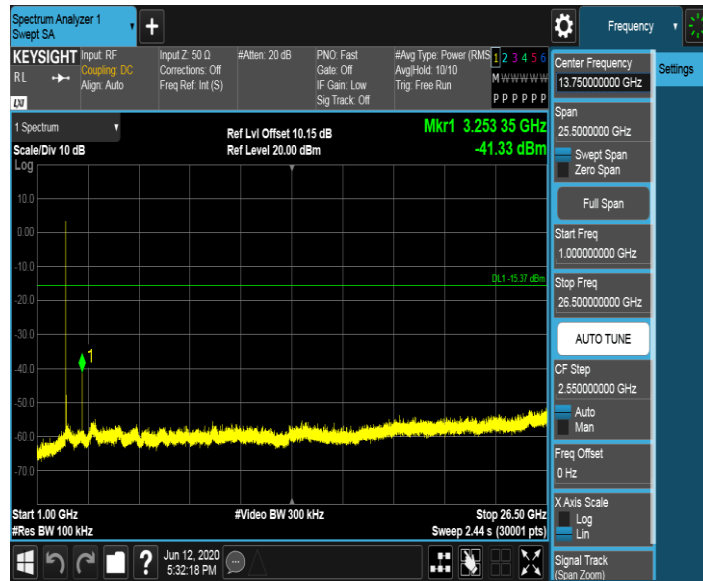 Spectrum Analyzer 1
Swept SA
Frequency
KEYSIGHT
RL
LXI
Input: RF
Coupling: DC
Align: Auto
Input Z: 50 Ω
Corrections: Off
Freq Ref: Int (S)
#Atten: 20 dB
PNO: Fast
Gate: Off
IF Gain: Low
Sig Track: Off
#Avg Type: Power (RMS
Avg|Hold: 10/10
Trig: Free Run
1 2 3 4 5 6
M W W W W W
P P P P P P
1 Spectrum
Scale/Div 10 dB
Log
Ref Lvl Offset 10.15 dB
Ref Level 20.00 dBm
Mkr1 3.253 35 GHz
-41.33 dBm
10.0
0.00
-10.0
-20.0
-30.0
-40.0
-50.0
-60.0
-70.0
DL1 -15.37 dBm
1
Start 1.00 GHz
#Res BW 100 kHz
#Video BW 300 kHz
Stop 26.50 GHz
Sweep 2.44 s (30001 pts)
Center Frequency
13.750000000 GHz
Settings
Span
25.5000000 GHz
Swept Span
Zero Span
Full Span
Start Freq
1.000000000 GHz
Stop Freq
26.500000000 GHz
AUTO TUNE
CF Step
2.550000000 GHz
Auto
Man
Freq Offset
0 Hz
X Axis Scale
Log
Lin
Signal Track
(Span Zoom)
?
Jun 12, 2020
5:32:18 PM